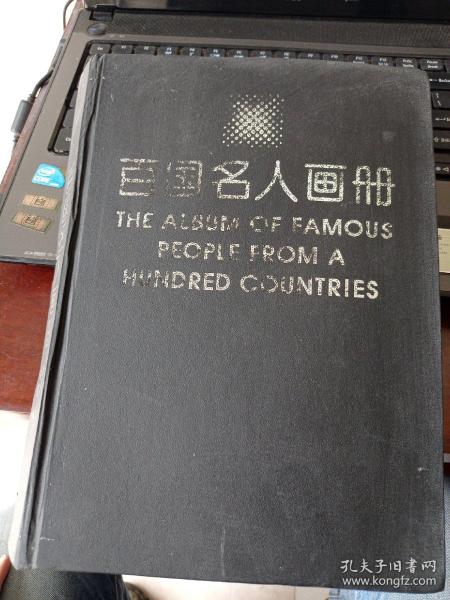 百国名人画册
THE ALBUM OF FAMOUS
PEOPLE FROM A
HUNDRED COUNTRIES
孔夫子旧书网
www.kongfz.com